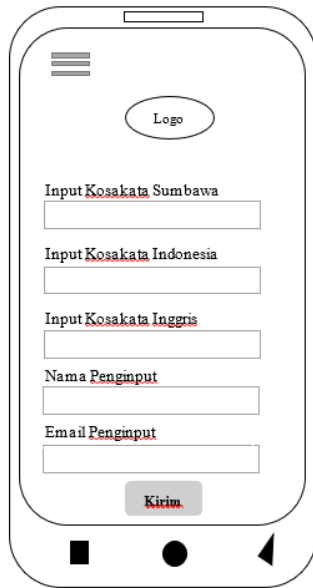 Logo
Input Kosakata Sumbawa
Input Kosakata Indonesia
Input Kosakata Inggris
Nama Penginput
Email Penginput
Kirim